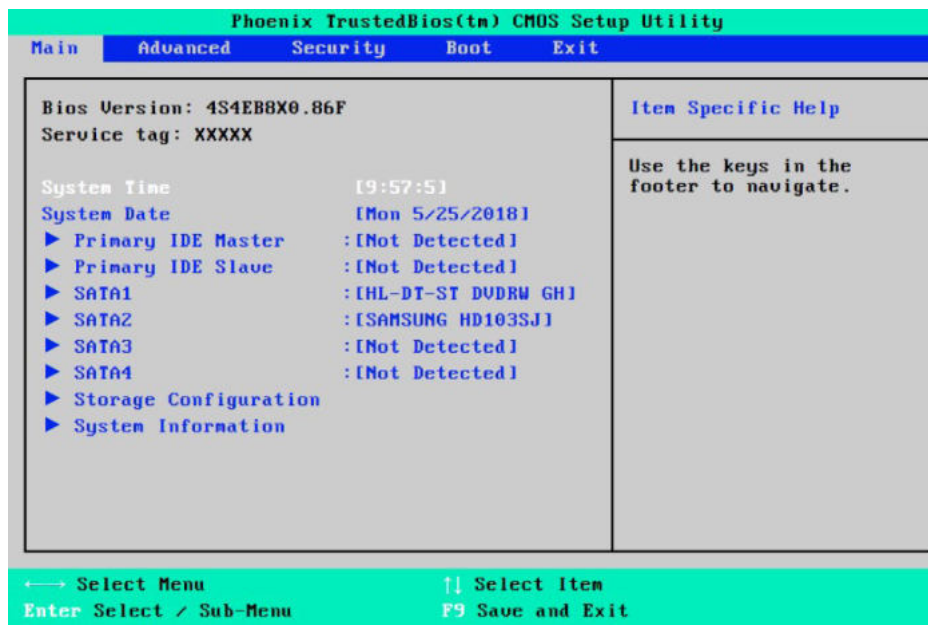 Phoenix TrustedBios(tm) CMOS Setup Utility
Main Advanced Security Boot Exit
Bios Version: 4S4EB8X0.86F
Service tag: XXXXX
System Time [9:57:5]
System Date [Mon 5/25/2018]
▶ Primary IDE Master :[Not Detected]
▶ Primary IDE Slave :[Not Detected]
▶ SATA1 :[HL-DT-ST DVDRW GH]
▶ SATA2 :[SAMSUNG HD103SJ]
▶ SATA3 :[Not Detected]
▶ SATA4 :[Not Detected]
▶ Storage Configuration
▶ System Information
Item Specific Help
Use the keys in the
footer to navigate.
←→ Select Menu ↑↓ Select Item
Enter Select / Sub-Menu F9 Save and Exit